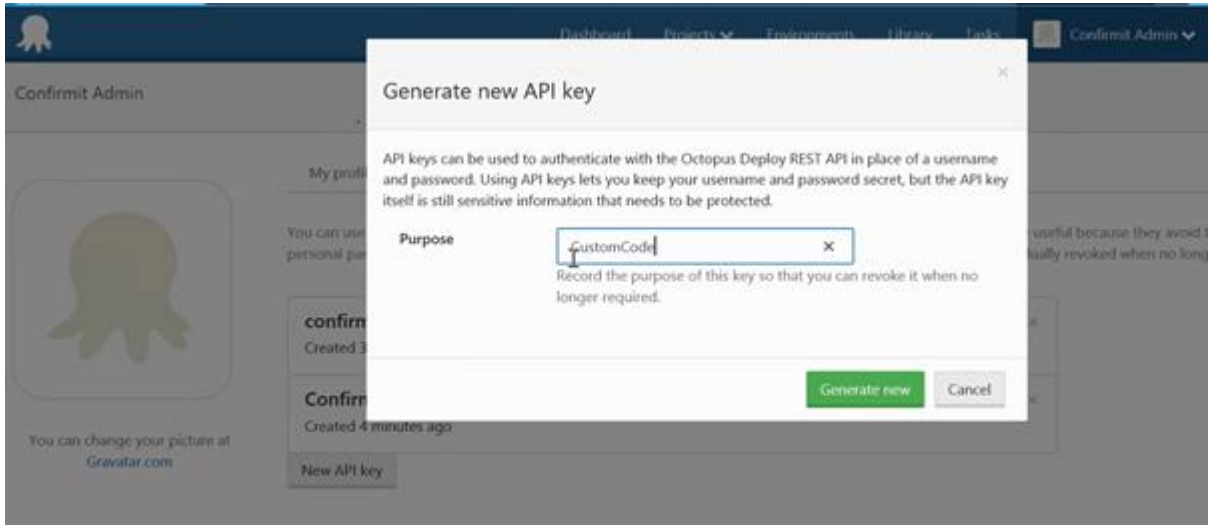 Dashboard Projects Environments Library Tasks Confirmit Admin
Confirmit Admin
Generate new API key
API keys can be used to authenticate with the Octopus Deploy REST API in place of a username
and password. Using API keys lets you keep your username and password secret, but the API key
itself is still sensitive information that needs to be protected.
My profi
You can use
personal pa
useful because they avoid t
ually revoked when no long
Purpose
CustomCode
Record the purpose of this key so that you can revoke it when no
longer required.
confirm
Created 3
Generate new Cancel
Confirm
Created 4 minutes ago
You can change your picture at
Gravatar.com
New API key